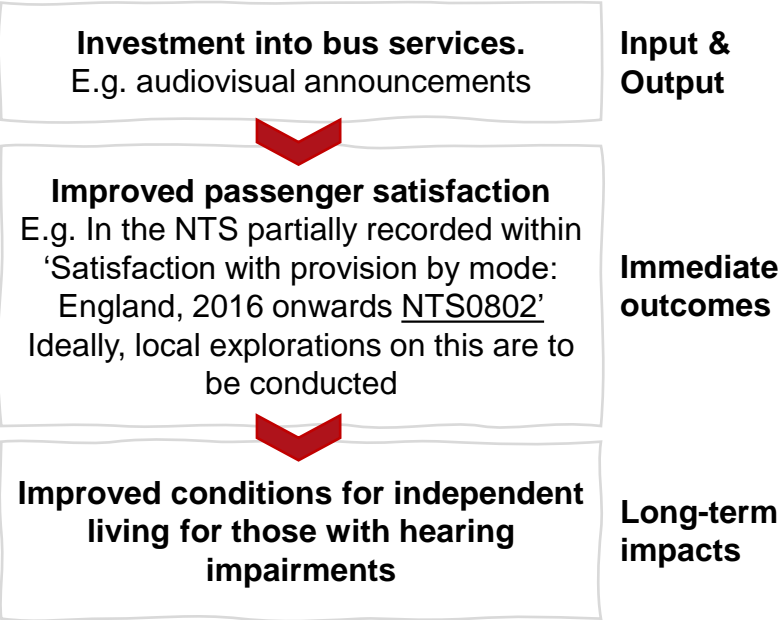 Investment into bus services.
E.g. audiovisual announcements
Input &
Output
Improved passenger satisfaction
E.g. In the NTS partially recorded within
‘Satisfaction with provision by mode:
England, 2016 onwards NTS0802’
Ideally, local explorations on this are to
be conducted
Immediate
outcomes
Improved conditions for independent
living for those with hearing
impairments
Long-term
impacts